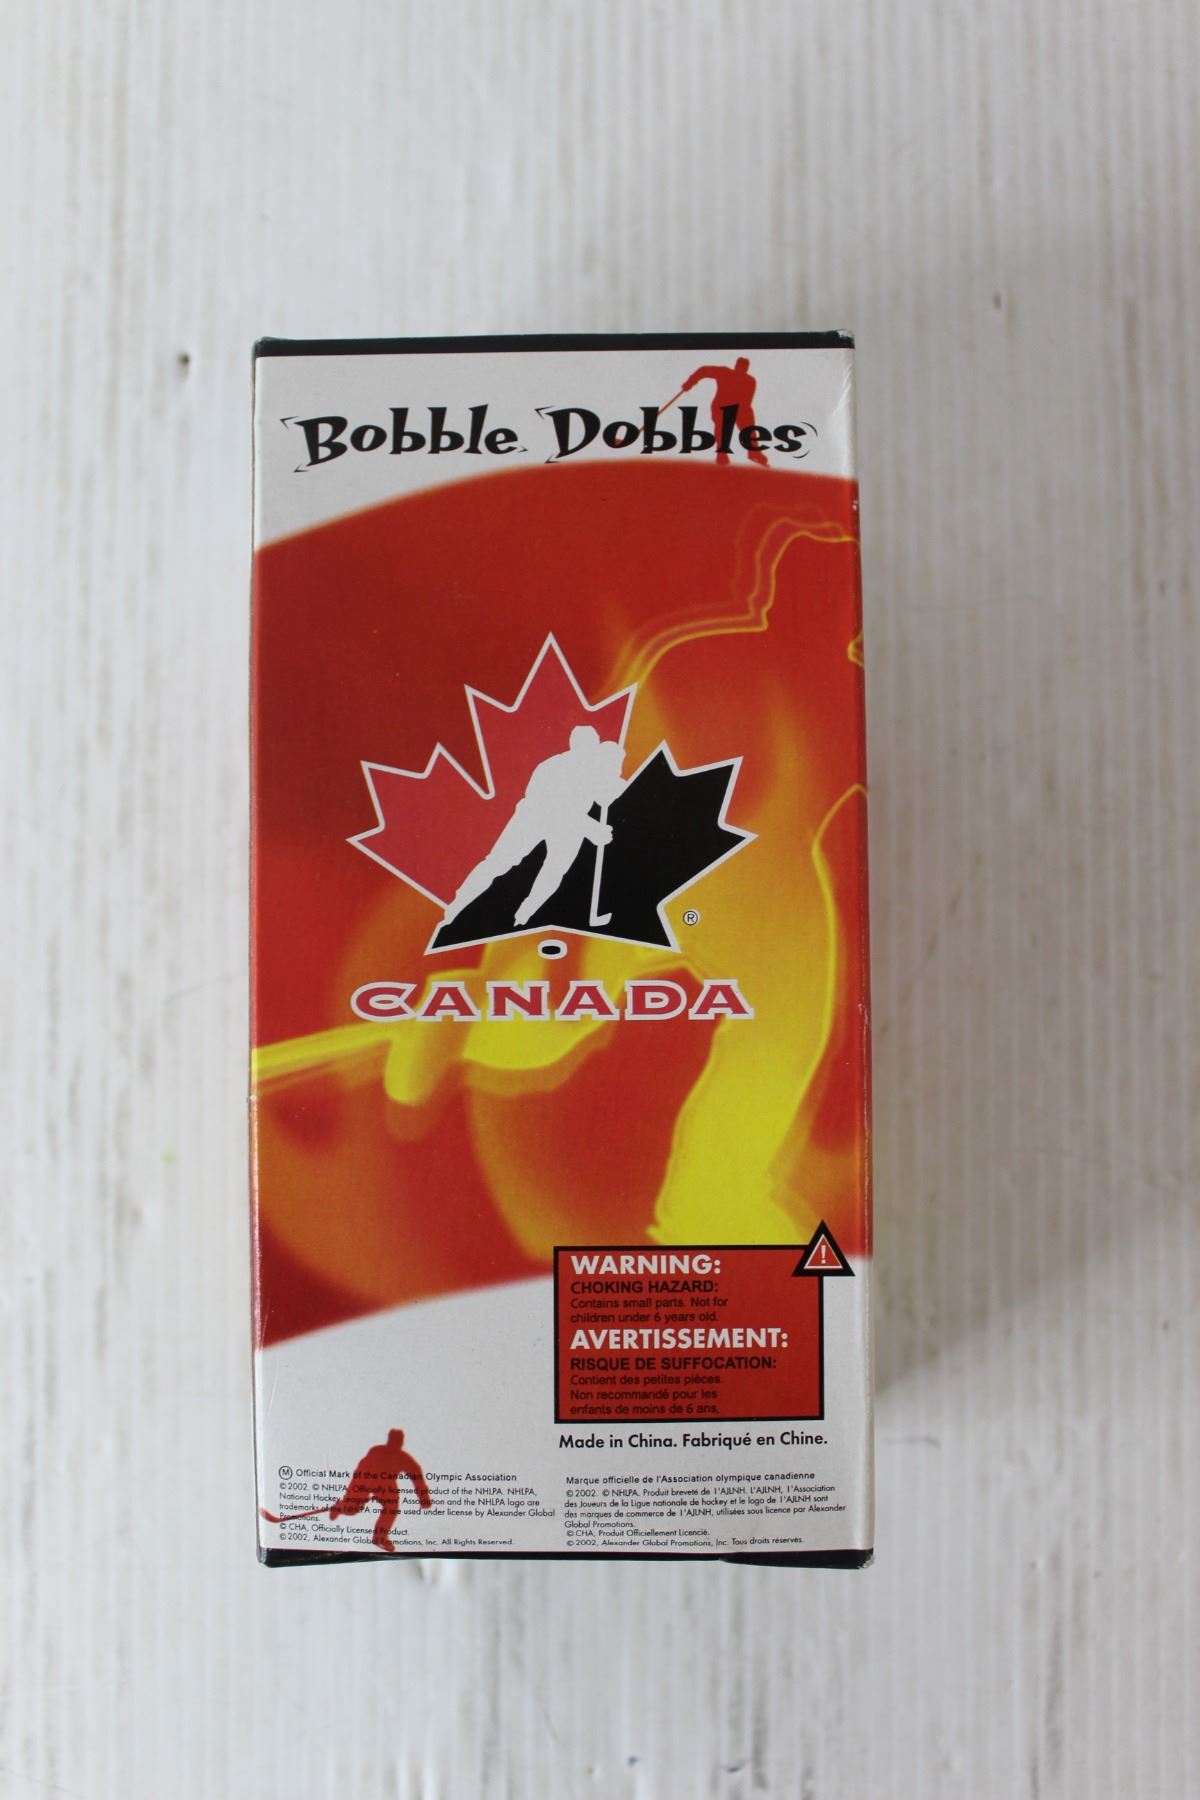 Bobble Dobbles
®
CANADA
WARNING:
CHOKING HAZARD:
Contains small parts. Not for
children under 6 years old.
AVERTISSEMENT:
RISQUE DE SUFFOCATION:
Contient des petites pièces.
Non recommandé pour les
enfants de moins de 6 ans,
Made in China. Fabriqué en Chine.
Ⓜ Official Mark of the Canadian Olympic Association
© 2002. © NHLPA. Officially licensed product of the NHLPA. NHLPA,
National Hockey League Players' Association and the NHLPA logo are
trademarks of the NHLPA and are used under license by Alexander Global
Promotions.
© CHA, Officially Licensed Product.
© 2002, Alexander Global Promotions, Inc. All Rights Reserved.
Marque officielle de l'Association olympique canadienne
© 2002. © NHLPA. Produit breveté de l'AJLNH. L'AJLNH, l'Association
des Joueurs de la Ligue nationale de hockey et le logo de l'AJLNH sont
des marques de commerce de l'AJLNH, utilisées sous licence par Alexander
Global Promotions.
© CHA, Produit Officiellement Licencié.
© 2002, Alexander Global Promotions, Inc. Tous droits réservés.